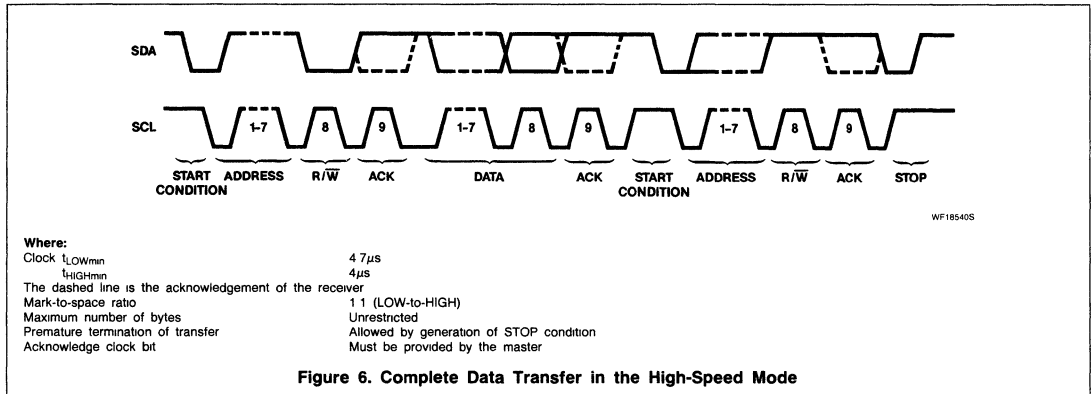 SDA
SCL
1–7 8 9 1–7 8 9 1–7 8 9
START CONDITION ADDRESS R/W̅ ACK DATA ACK START CONDITION ADDRESS R/W̅ ACK STOP
WF18540S
Where:
Clock tLOWmin 4 7μs
tHIGHmin 4μs
The dashed line is the acknowledgement of the receiver
Mark-to-space ratio 1 1 (LOW-to-HIGH)
Maximum number of bytes Unrestricted
Premature termination of transfer Allowed by generation of STOP condition
Acknowledge clock bit Must be provided by the master
Figure 6. Complete Data Transfer in the High-Speed Mode